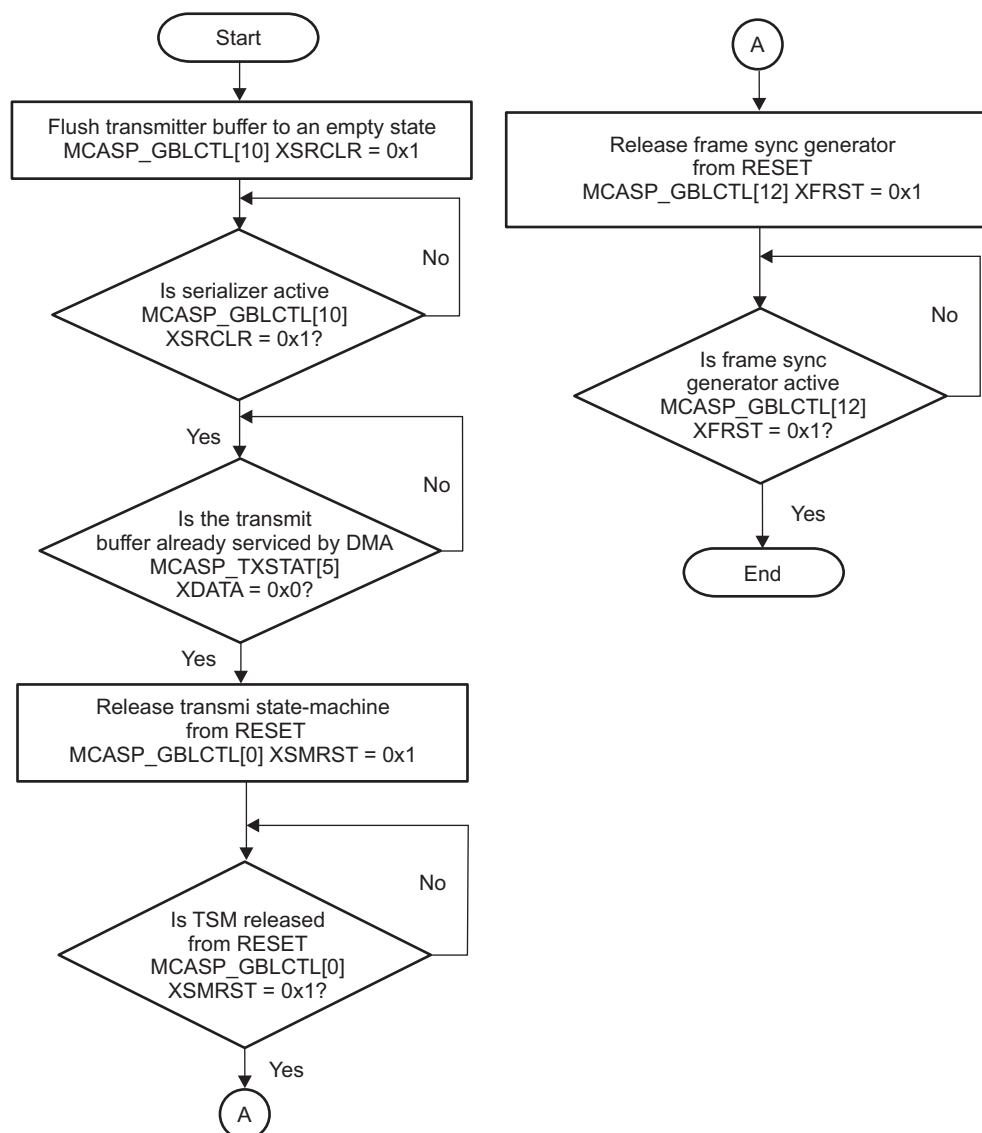 Start
Flush transmitter buffer to an empty state
MCASP_GBLCTL[10] XSRCLR = 0x1
No
Is serializer active
MCASP_GBLCTL[10]
XSRCLR = 0x1?
Yes
No
Is the transmit
buffer already serviced by DMA
MCASP_TXSTAT[5]
XDATA = 0x0?
Yes
Release transmi state-machine
from RESET
MCASP_GBLCTL[0] XSMRST = 0x1
No
Is TSM released
from RESET
MCASP_GBLCTL[0]
XSMRST = 0x1?
Yes
A
A
Release frame sync generator
from RESET
MCASP_GBLCTL[12] XFRST = 0x1
No
Is frame sync
generator active
MCASP_GBLCTL[12]
XFRST = 0x1?
Yes
End